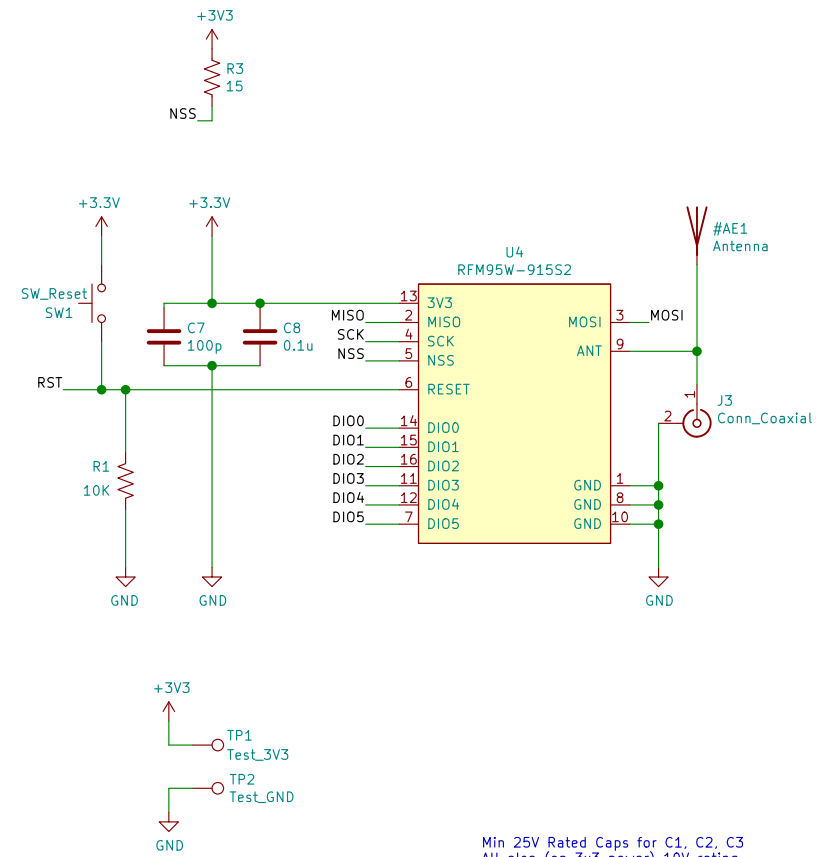 +3V3
R3
15
NSS
+3.3V
+3.3V
#AE1
Antenna
U4
RFM95W-915S2
SW_Reset
SW1
C7
100p
C8
0.1u
13
3V3
MISO
2
MISO
SCK
4
SCK
NSS
5
NSS
RST
6
RESET
MOSI
3
MOSI
ANT
9
1
J3
2
Conn_Coaxial
DIO0
14
DIO0
DIO1
15
DIO1
DIO2
16
DIO2
DIO3
11
DIO3
DIO4
12
DIO4
DIO5
7
DIO5
GND
1
GND
8
GND
10
R1
10K
GND
GND
GND
+3V3
TP1
Test_3V3
TP2
Test_GND
GND
Min 25V Rated Caps for C1, C2, C3